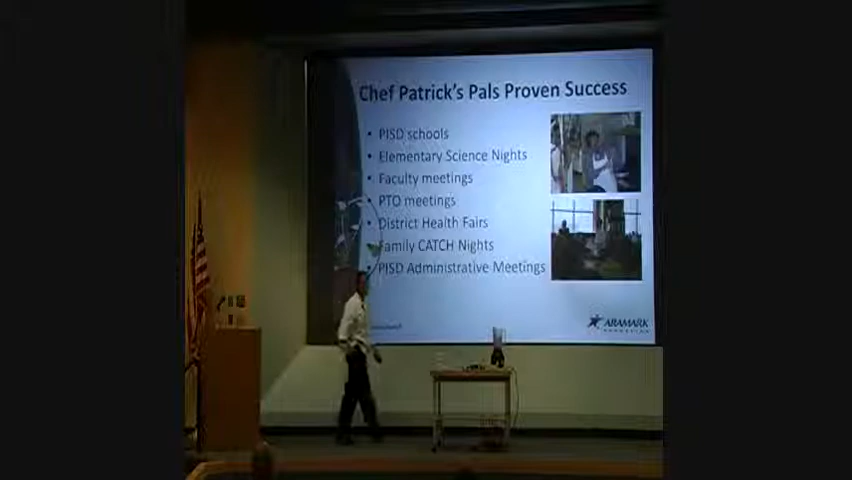 Chef Patrick's Pals Proven Success
• PISD schools
• Elementary Science Nights
• Faculty meetings
• PTO meetings
• District Health Fairs
• Family CATCH Nights
• PISD Administrative Meetings
ARAMARK